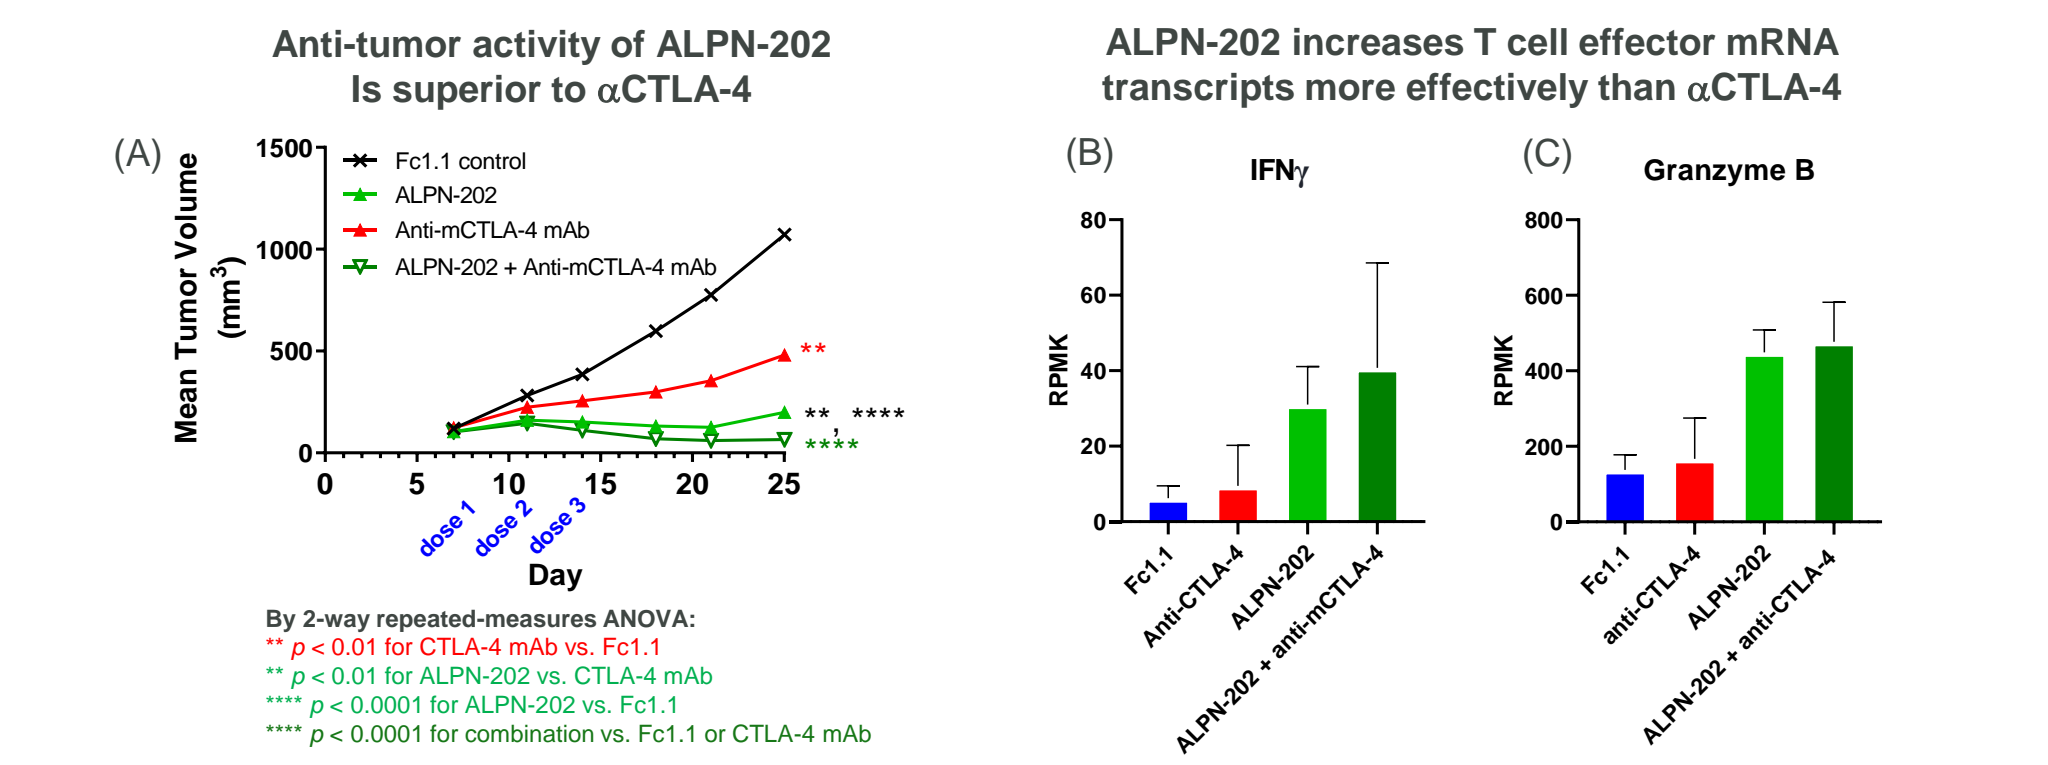 Anti-tumor activity of ALPN-202
Is superior to αCTLA-4
(A)
Mean Tumor Volume
(mm³)
1500
1000
500
0
Fc1.1 control
ALPN-202
Anti-mCTLA-4 mAb
ALPN-202 + Anti-mCTLA-4 mAb
**
**, ****
****
0 5 10 15 20 25
dose 1 dose 2 dose 3
Day
By 2-way repeated-measures ANOVA:
** p < 0.01 for CTLA-4 mAb vs. Fc1.1
** p < 0.01 for ALPN-202 vs. CTLA-4 mAb
**** p < 0.0001 for ALPN-202 vs. Fc1.1
**** p < 0.0001 for combination vs. Fc1.1 or CTLA-4 mAb
ALPN-202 increases T cell effector mRNA
transcripts more effectively than αCTLA-4
(B)
IFNγ
RPMK
80
60
40
20
0
Fc1.1
Anti-CTLA-4
ALPN-202
ALPN-202 + anti-mCTLA-4
(C)
Granzyme B
RPMK
800
600
400
200
0
Fc1.1
anti-CTLA-4
ALPN-202
ALPN-202 + anti-CTLA-4